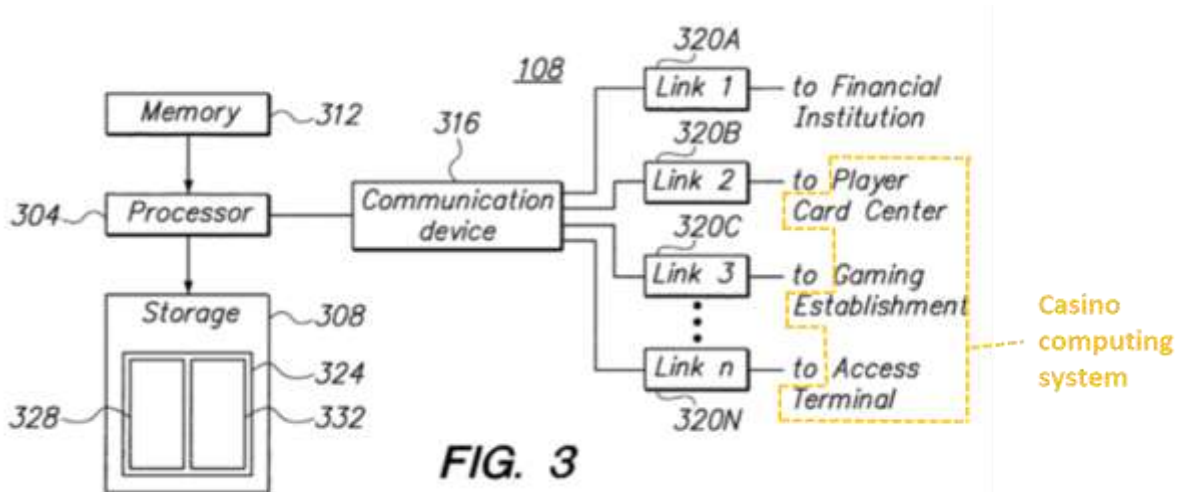 108
Memory
312
304
Processor
Storage
308
324
328
332
316
Communication
device
320A
Link 1
to Financial
Institution
320B
Link 2
to Player
Card Center
320C
Link 3
to Gaming
Establishment
Link n
to Access
Terminal
320N
Casino
computing
system
FIG. 3